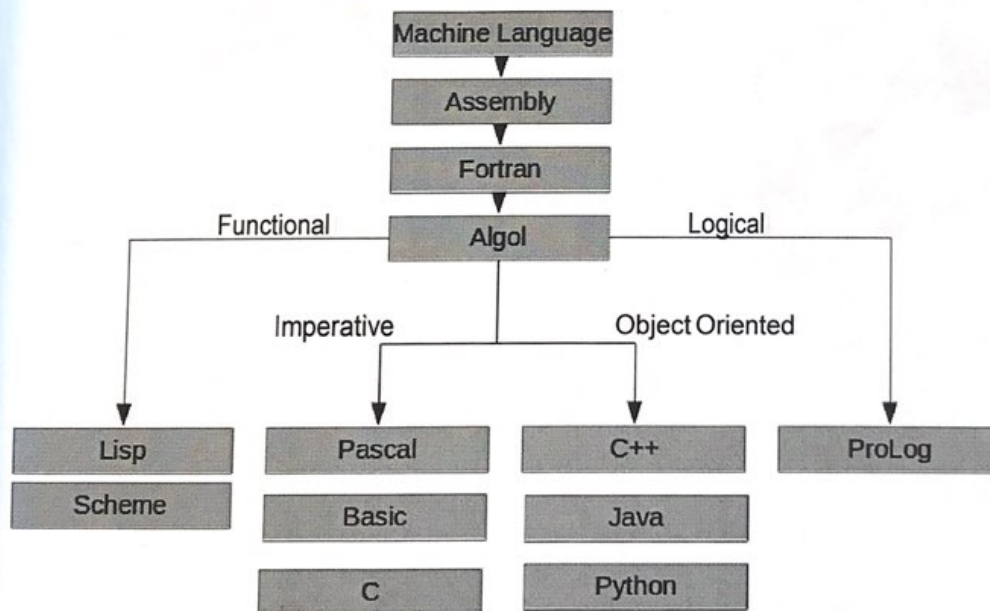 Machine Language
Assembly
Fortran
Algol
Functional
Logical
Imperative
Object Oriented
Lisp
Pascal
C++
ProLog
Scheme
Basic
Java
C
Python